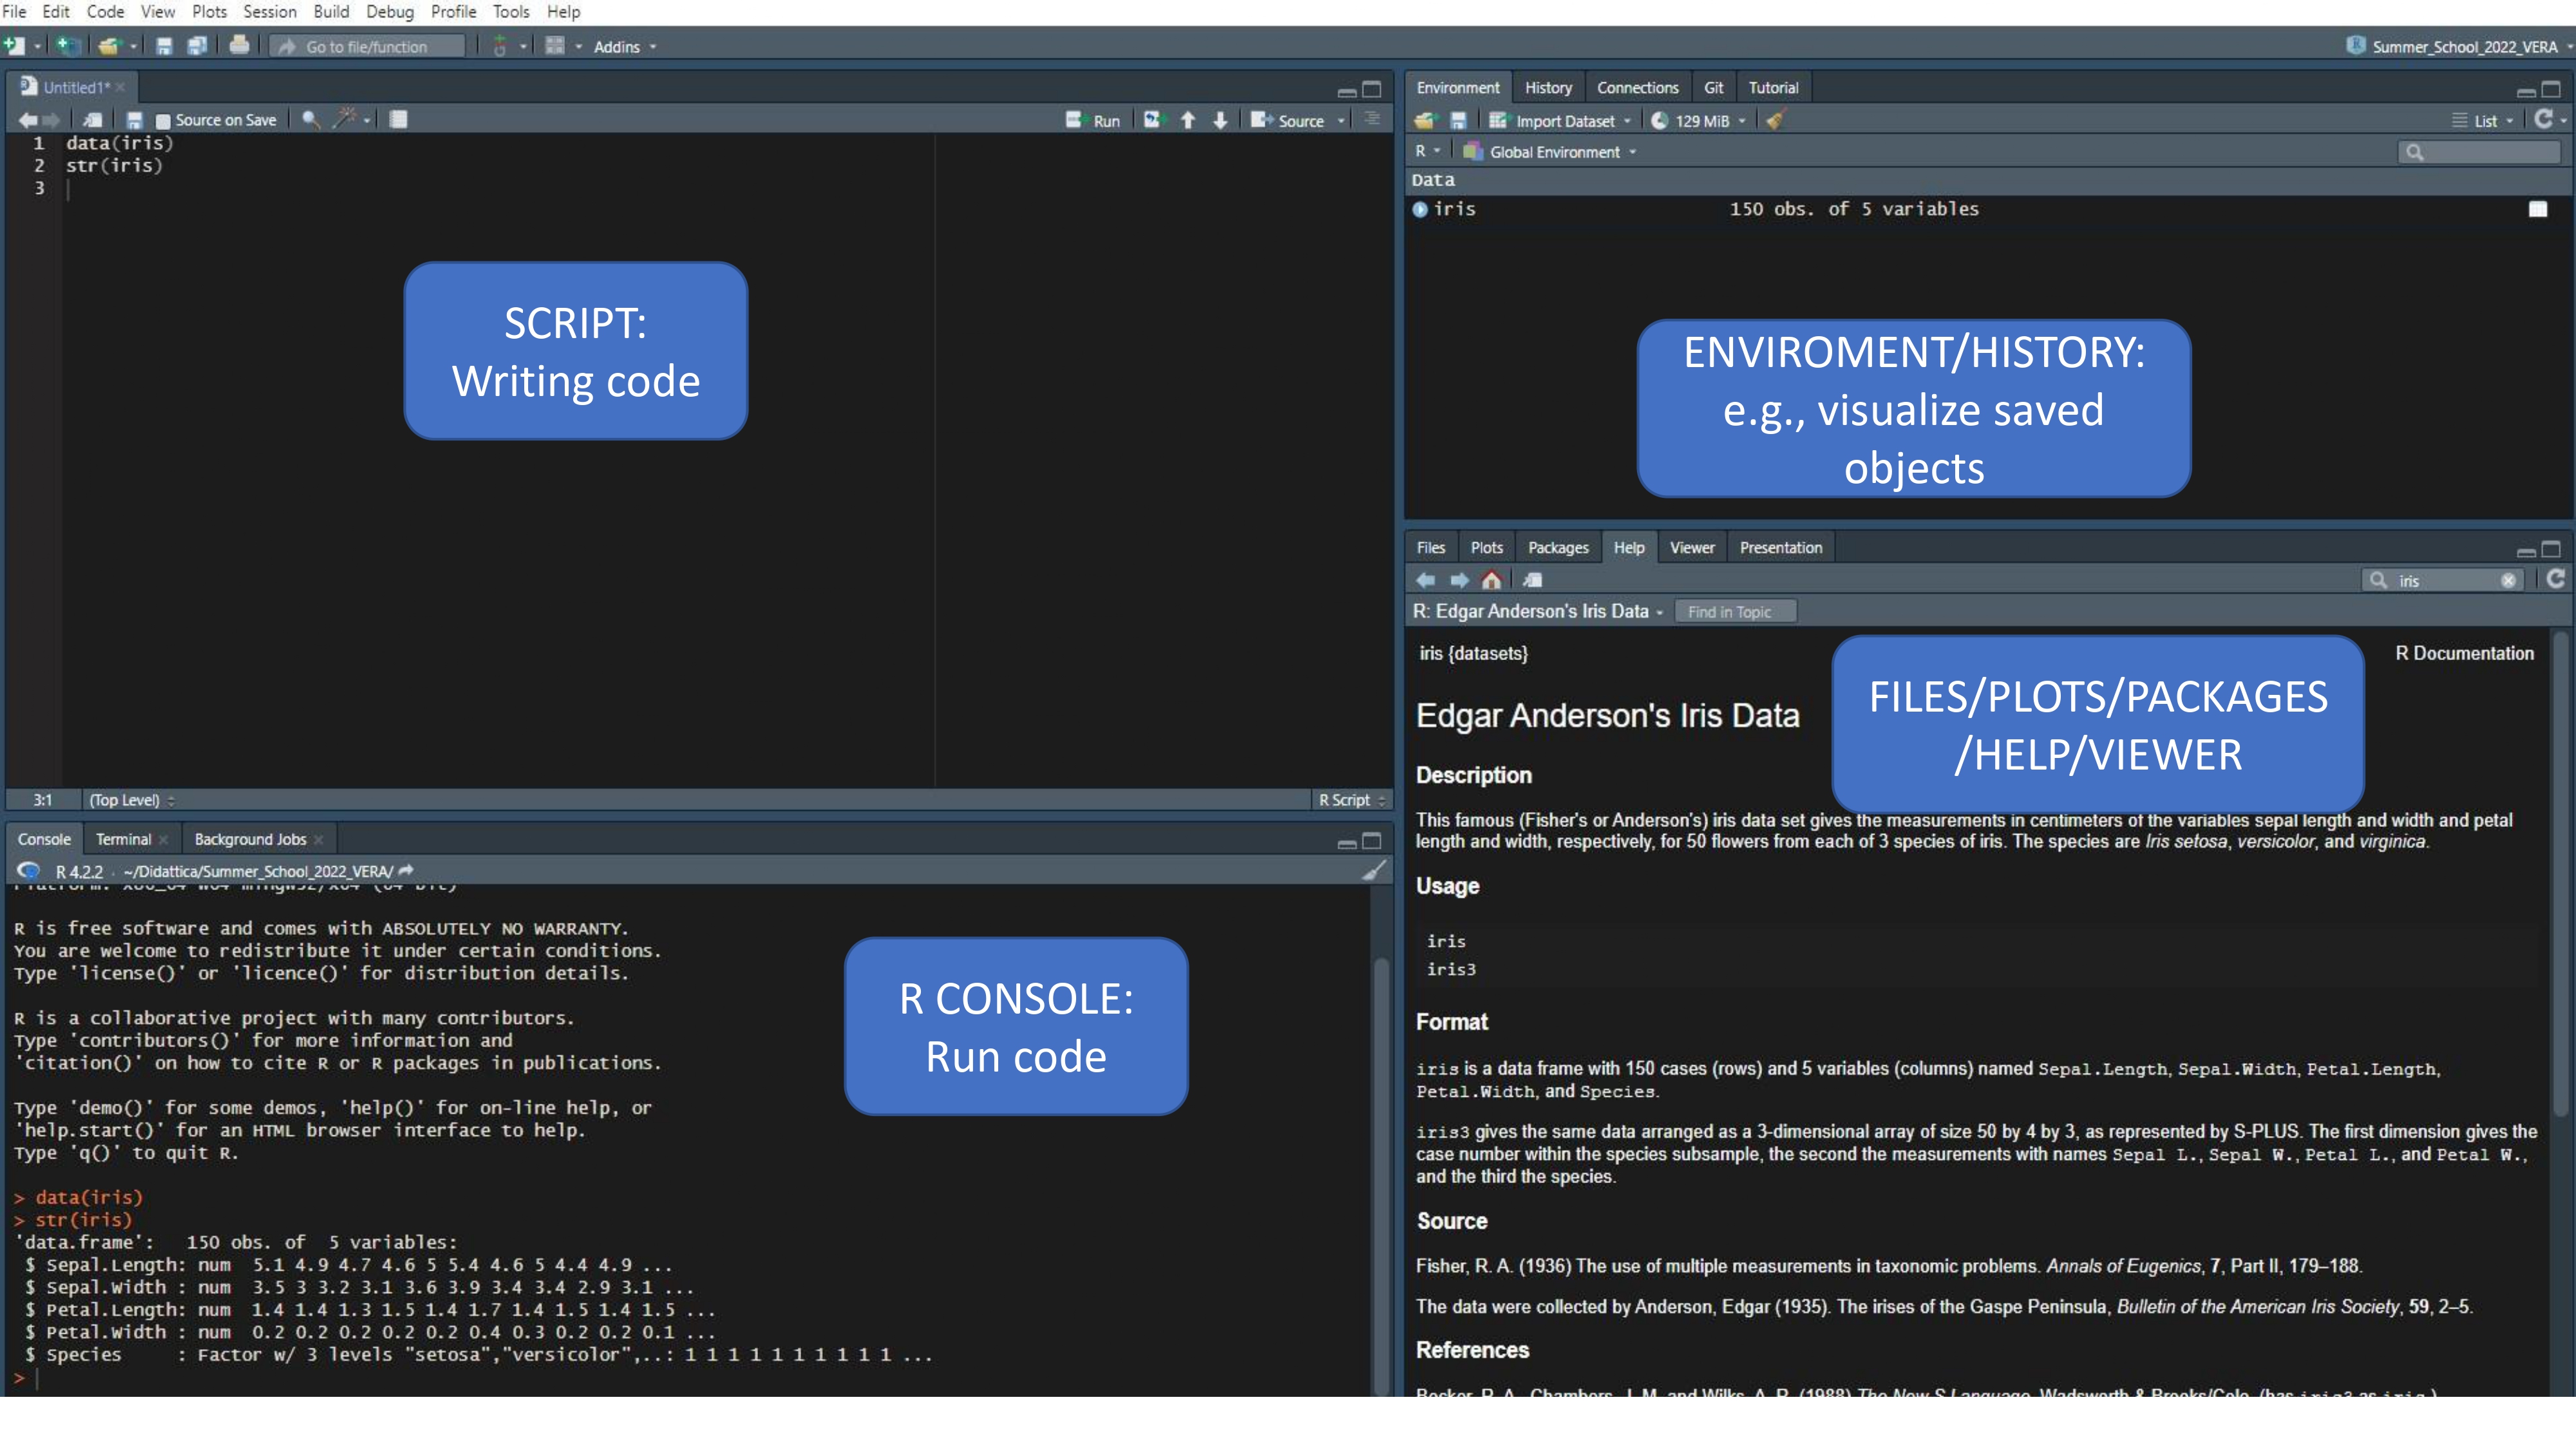 File Edit Code View Plots Session Build Debug Profile Tools Help
Go to file/function Addins Summer_School_2022_VERA
Untitled1*
Source on Save Run Source
1 data(iris)
2 str(iris)
3
SCRIPT:
Writing code
3:1 (Top Level) R Script
Environment History Connections Git Tutorial
Import Dataset 129 MiB List
R Global Environment
Data
iris 150 obs. of 5 variables
ENVIROMENT/HISTORY:
e.g., visualize saved
objects
Console Terminal Background Jobs
R 4.2.2 · ~/Didattica/Summer_School_2022_VERA/
R is free software and comes with ABSOLUTELY NO WARRANTY.
You are welcome to redistribute it under certain conditions.
Type 'license()' or 'licence()' for distribution details.
R is a collaborative project with many contributors.
Type 'contributors()' for more information and
'citation()' on how to cite R or R packages in publications.
Type 'demo()' for some demos, 'help()' for on-line help, or
'help.start()' for an HTML browser interface to help.
Type 'q()' to quit R.
> data(iris)
> str(iris)
'data.frame': 150 obs. of 5 variables:
$ Sepal.Length: num 5.1 4.9 4.7 4.6 5 5.4 4.6 5 4.4 4.9 ...
$ Sepal.Width : num 3.5 3 3.2 3.1 3.6 3.9 3.4 3.4 2.9 3.1 ...
$ Petal.Length: num 1.4 1.4 1.3 1.5 1.4 1.7 1.4 1.5 1.4 1.5 ...
$ Petal.Width : num 0.2 0.2 0.2 0.2 0.2 0.4 0.3 0.2 0.2 0.1 ...
$ Species : Factor w/ 3 levels "setosa","versicolor",..: 1 1 1 1 1 1 1 1 1 1 ...
>
R CONSOLE:
Run code
Files Plots Packages Help Viewer Presentation
iris
R: Edgar Anderson's Iris Data Find in Topic
iris {datasets} R Documentation
Edgar Anderson's Iris Data
FILES/PLOTS/PACKAGES
/HELP/VIEWER
Description
This famous (Fisher's or Anderson's) iris data set gives the measurements in centimeters of the variables sepal length and width and petal
length and width, respectively, for 50 flowers from each of 3 species of iris. The species are Iris setosa, versicolor, and virginica.
Usage
iris
iris3
Format
iris is a data frame with 150 cases (rows) and 5 variables (columns) named Sepal.Length, Sepal.Width, Petal.Length,
Petal.Width, and Species.
iris3 gives the same data arranged as a 3-dimensional array of size 50 by 4 by 3, as represented by S-PLUS. The first dimension gives the
case number within the species subsample, the second the measurements with names Sepal L., Sepal W., Petal L., and Petal W.,
and the third the species.
Source
Fisher, R. A. (1936) The use of multiple measurements in taxonomic problems. Annals of Eugenics, 7, Part II, 179–188.
The data were collected by Anderson, Edgar (1935). The irises of the Gaspe Peninsula, Bulletin of the American Iris Society, 59, 2–5.
References
Becker, R. A., Chambers, J. M. and Wilks, A. R. (1988) The New S Language. Wadsworth & Brooks/Cole. (has iris3 as iris.)